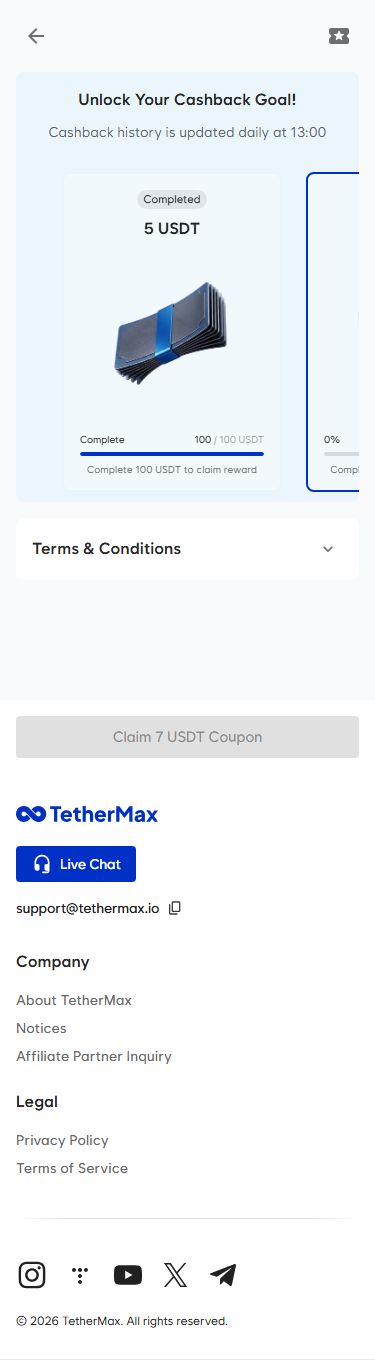 Unlock Your Cashback Goal!
Cashback history is updated daily at 13:00
Completed
5 USDT
Complete 100 / 100 USDT
Complete 100 USDT to claim reward
0%
Terms & Conditions
Claim 7 USDT Coupon
TetherMax
Live Chat
support@tethermax.io
Company
About TetherMax
Notices
Affiliate Partner Inquiry
Legal
Privacy Policy
Terms of Service
© 2026 TetherMax. All rights reserved.